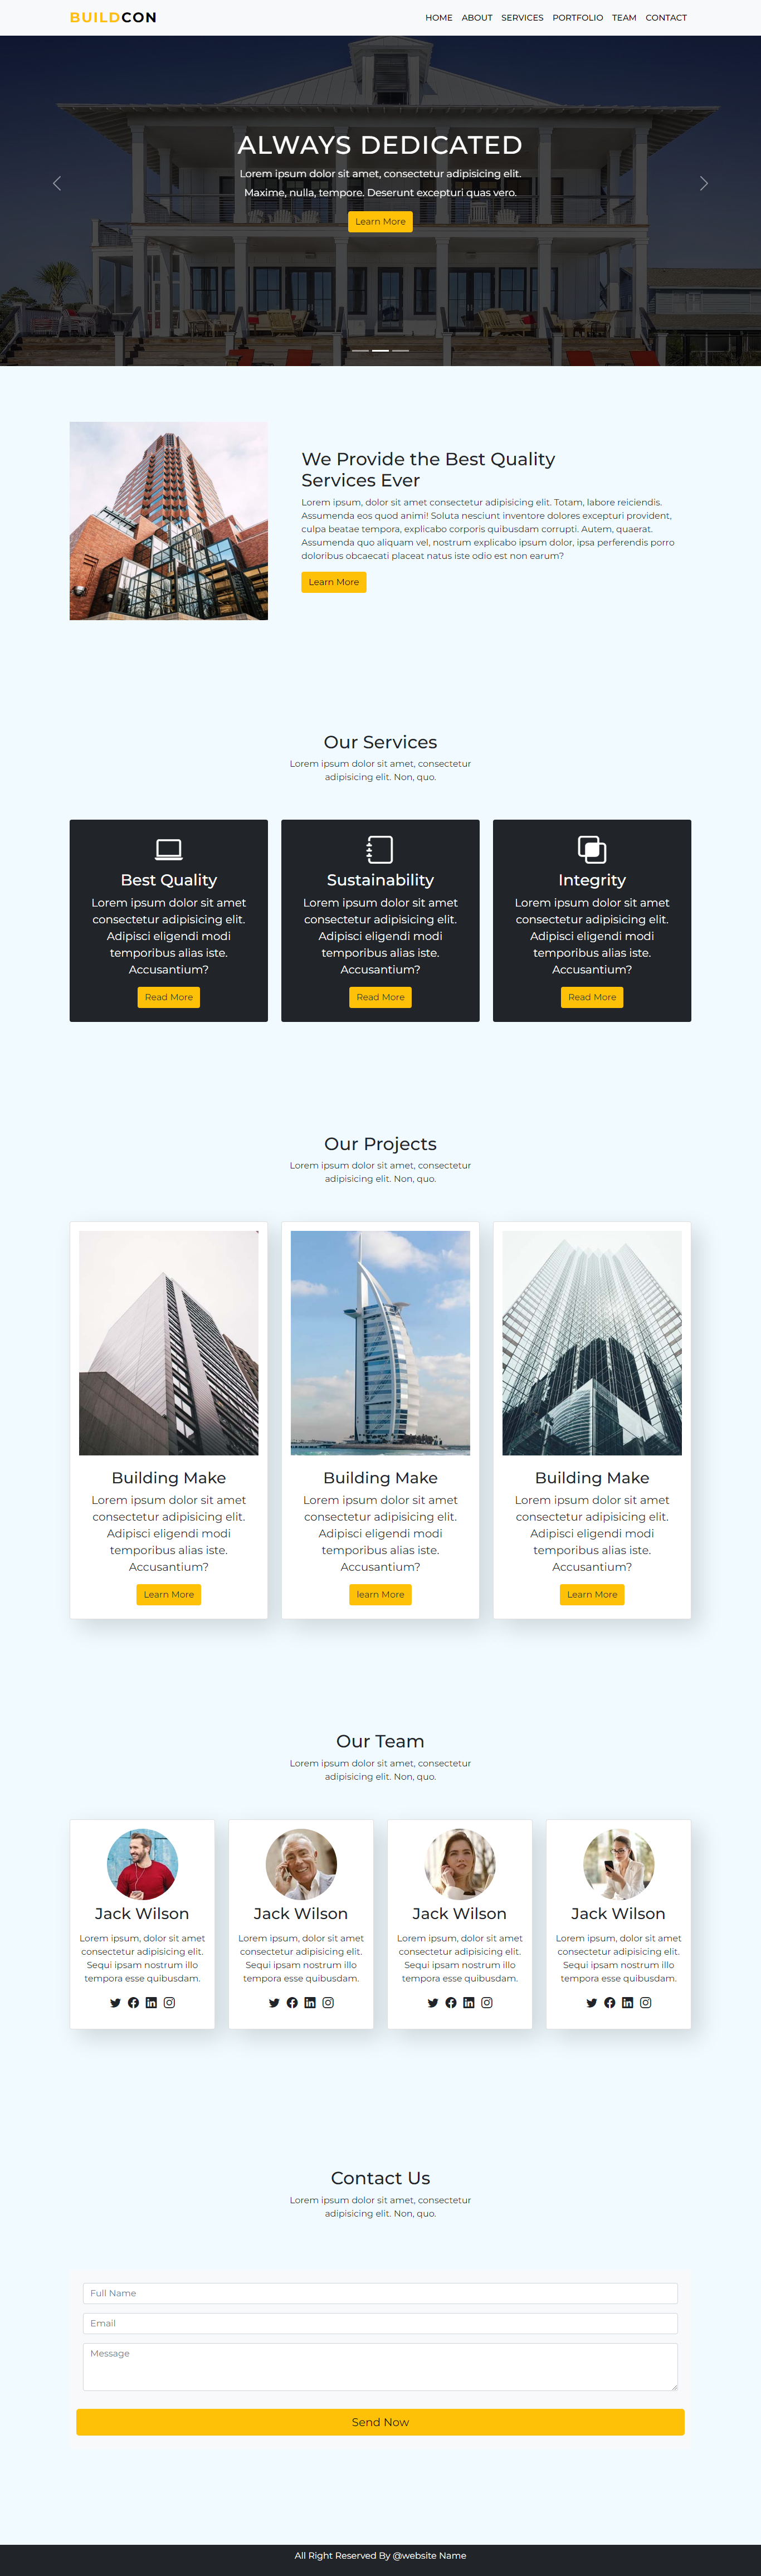 BUILDCON
HOME ABOUT SERVICES PORTFOLIO TEAM CONTACT
ALWAYS DEDICATED
Lorem ipsum dolor sit amet, consectetur adipisicing elit.
Maxime, nulla, tempore. Deserunt excepturi quas vero.
Learn More
We Provide the Best Quality
Services Ever
Lorem ipsum, dolor sit amet consectetur adipisicing elit. Totam, labore reiciendis.
Assumenda eos quod animi! Soluta nesciunt inventore dolores excepturi provident,
culpa beatae tempora, explicabo corporis quibusdam corrupti. Autem, quaerat.
Assumenda quo aliquam vel, nostrum explicabo ipsum dolor, ipsa perferendis porro
doloribus obcaecati placeat natus iste odio est non earum?
Learn More
Our Services
Lorem ipsum dolor sit amet, consectetur
adipisicing elit. Non, quo.
Best Quality
Lorem ipsum dolor sit amet
consectetur adipisicing elit.
Adipisci eligendi modi
temporibus alias iste.
Accusantium?
Read More
Sustainability
Lorem ipsum dolor sit amet
consectetur adipisicing elit.
Adipisci eligendi modi
temporibus alias iste.
Accusantium?
Read More
Integrity
Lorem ipsum dolor sit amet
consectetur adipisicing elit.
Adipisci eligendi modi
temporibus alias iste.
Accusantium?
Read More
Our Projects
Lorem ipsum dolor sit amet, consectetur
adipisicing elit. Non, quo.
Building Make
Lorem ipsum dolor sit amet
consectetur adipisicing elit.
Adipisci eligendi modi
temporibus alias iste.
Accusantium?
Learn More
Building Make
Lorem ipsum dolor sit amet
consectetur adipisicing elit.
Adipisci eligendi modi
temporibus alias iste.
Accusantium?
learn More
Building Make
Lorem ipsum dolor sit amet
consectetur adipisicing elit.
Adipisci eligendi modi
temporibus alias iste.
Accusantium?
Learn More
Our Team
Lorem ipsum dolor sit amet, consectetur
adipisicing elit. Non, quo.
Jack Wilson
Lorem ipsum, dolor sit amet
consectetur adipisicing elit.
Sequi ipsam nostrum illo
tempora esse quibusdam.
Jack Wilson
Lorem ipsum, dolor sit amet
consectetur adipisicing elit.
Sequi ipsam nostrum illo
tempora esse quibusdam.
Jack Wilson
Lorem ipsum, dolor sit amet
consectetur adipisicing elit.
Sequi ipsam nostrum illo
tempora esse quibusdam.
Jack Wilson
Lorem ipsum, dolor sit amet
consectetur adipisicing elit.
Sequi ipsam nostrum illo
tempora esse quibusdam.
Contact Us
Lorem ipsum dolor sit amet, consectetur
adipisicing elit. Non, quo.
Full Name
Email
Message
Send Now
All Right Reserved By @website Name